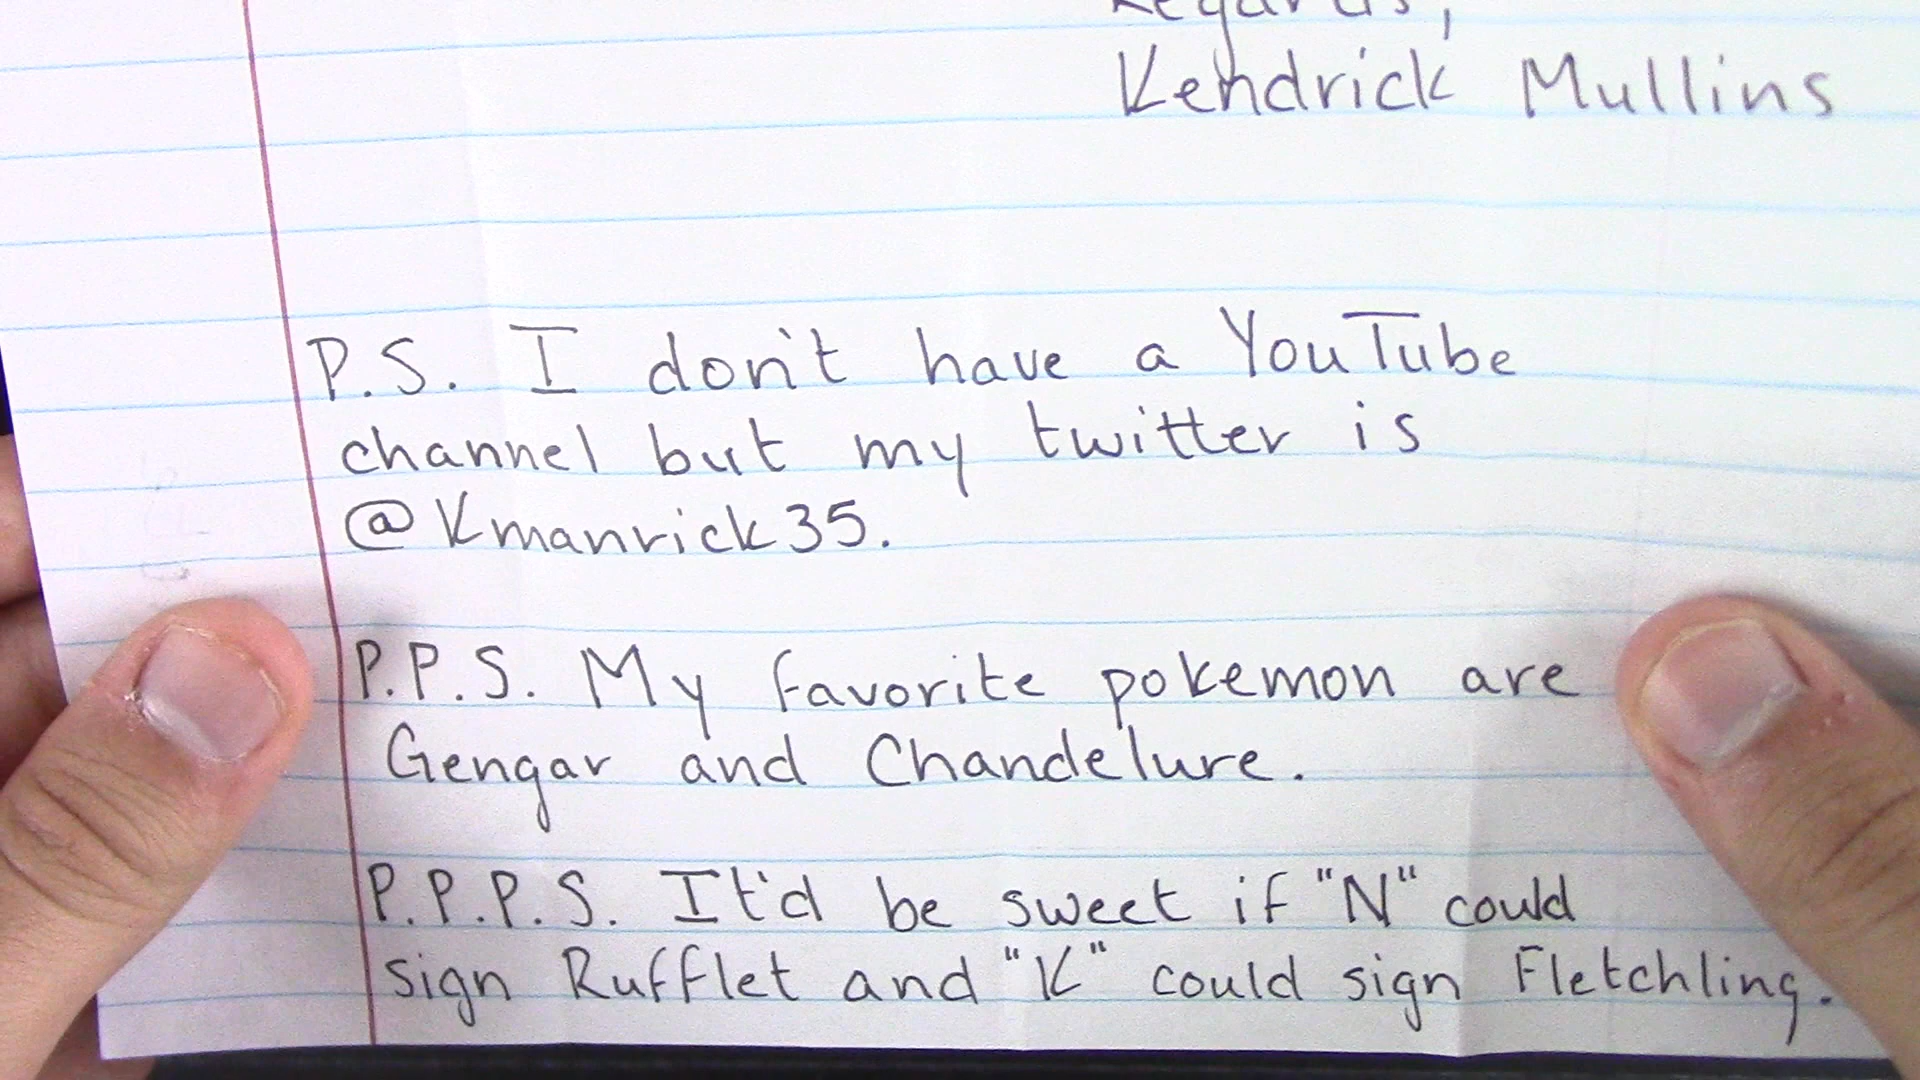 Regards,
Kendrick Mullins
P.S. I don't have a YouTube
channel but my twitter is
@Kmanrick35.
P.P.S. My favorite pokemon are
Gengar and Chandelure.
P.P.P.S. It'd be sweet if "N" could
sign Rufflet and "K" could sign Fletchling.